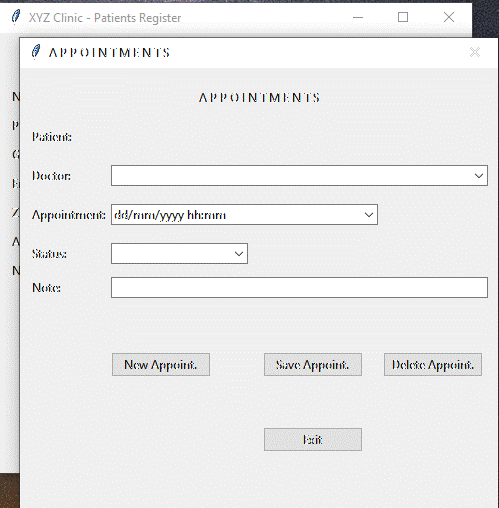 XYZ Clinic - Patients Register
APPOINTMENTS
APPOINTMENTS
Patient:
Doctor:
Appointment: dd/mm/yyyy hh:mm
Status:
Note:
New Appoint. Save Appoint. Delete Appoint.
Exit